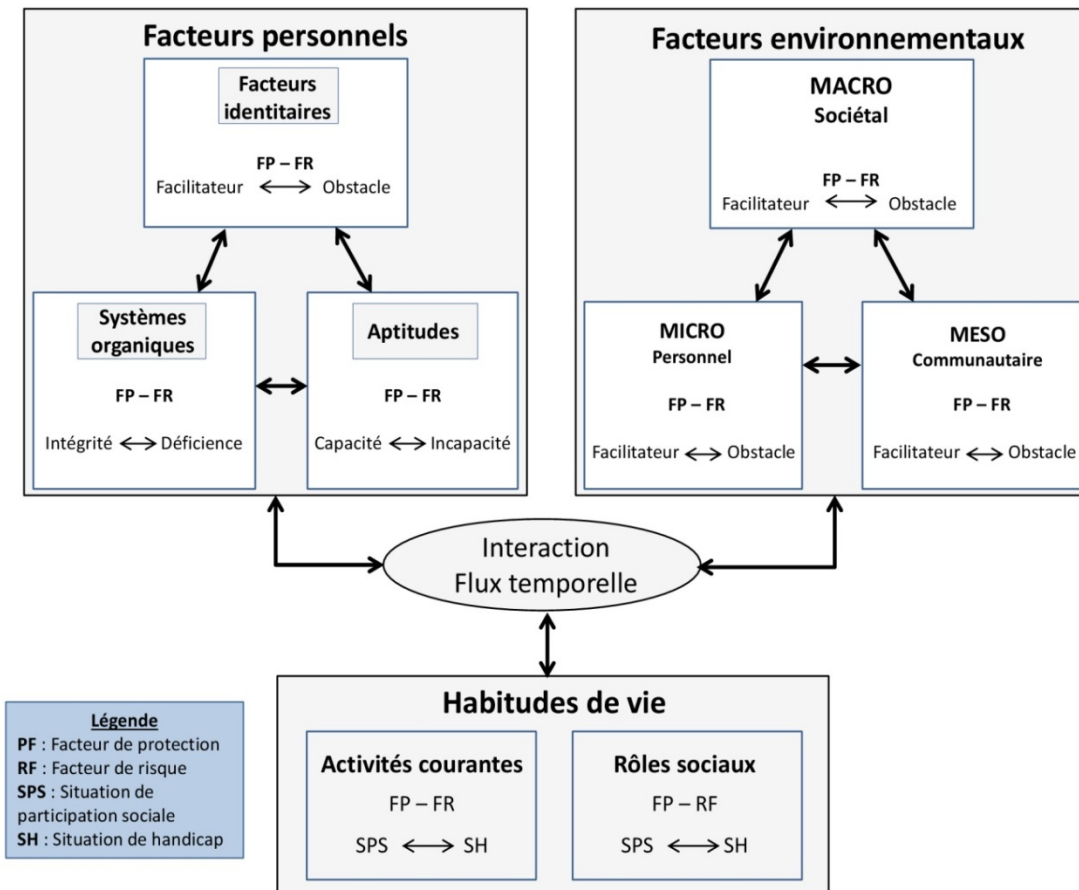 Facteurs personnels
Facteurs
identitaires
FP – FR
Facilitateur Obstacle
Systèmes
organiques
FP – FR
Intégrité Déficience
Aptitudes
FP – FR
Capacité Incapacité
Facteurs environnementaux
MACRO
Sociétal
FP – FR
Facilitateur Obstacle
MICRO
Personnel
FP – FR
Facilitateur Obstacle
MESO
Communautaire
FP – FR
Facilitateur Obstacle
Interaction
Flux temporelle
Habitudes de vie
Activités courantes
FP – FR
SPS SH
Rôles sociaux
FP – RF
SPS SH
Légende
PF : Facteur de protection
RF : Facteur de risque
SPS : Situation de
participation sociale
SH : Situation de handicap